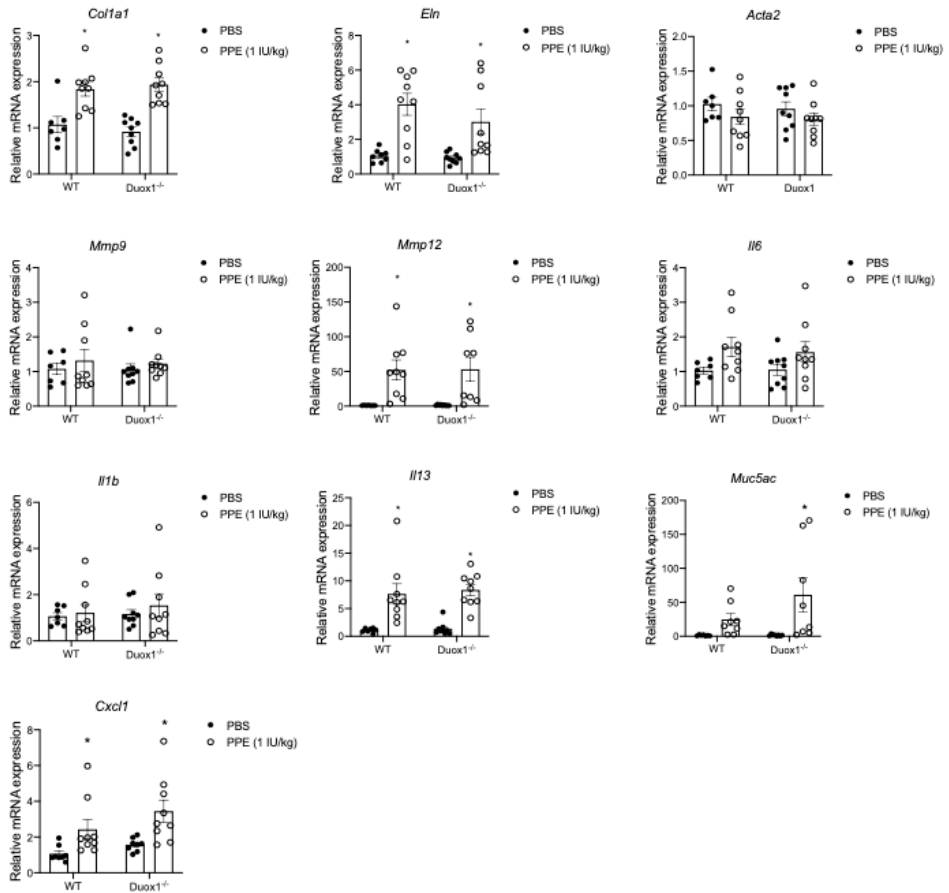 Col1a1
Relative mRNA expression
3
2
1
0
WT
Duox1-/-
PBS
PPE (1 IU/kg)
*
*
Eln
Relative mRNA expression
8
6
4
2
0
WT
Duox1-/-
PBS
PPE (1 IU/kg)
*
*
Acta2
Relative mRNA expression
2.0
1.5
1.0
0.5
0.0
WT
Duox1
PBS
PPE (1 IU/kg)
Mmp9
Relative mRNA expression
4
3
2
1
0
WT
Duox1-/-
PBS
PPE (1 IU/kg)
Mmp12
Relative mRNA expression
200
150
100
50
0
WT
Duox1-/-
PBS
PPE (1 IU/kg)
*
*
Il6
Relative mRNA expression
4
3
2
1
0
WT
Duox1-/-
PBS
PPE (1 IU/kg)
Il1b
Relative mRNA expression
6
4
2
0
WT
Duox1-/-
PBS
PPE (1 IU/kg)
Il13
Relative mRNA expression
25
20
15
10
5
0
WT
Duox1-/-
PBS
PPE (1 IU/kg)
*
*
Muc5ac
Relative mRNA expression
200
150
100
50
0
WT
Duox1-/-
PBS
PPE (1 IU/kg)
*
Cxcl1
Relative mRNA expression
8
6
4
2
0
WT
Duox1-/-
PBS
PPE (1 IU/kg)
*
*